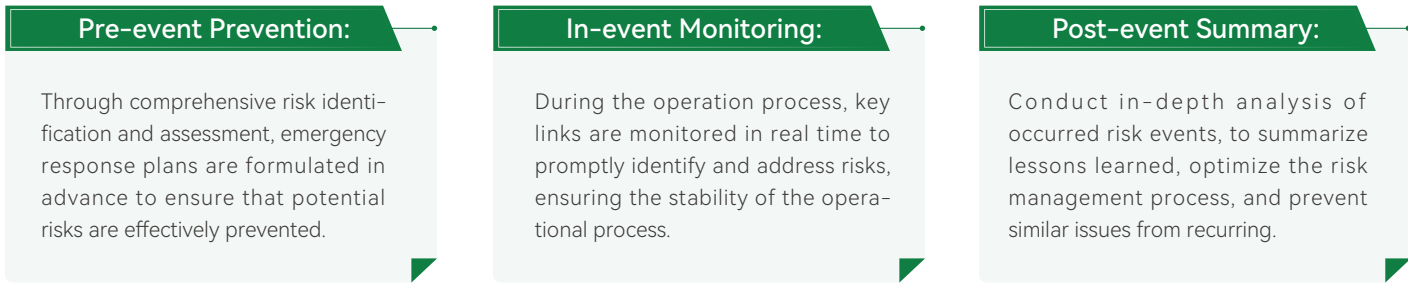 Pre-event Prevention:
Through comprehensive risk identi-
fication and assessment, emergency
response plans are formulated in
advance to ensure that potential
risks are effectively prevented.
In-event Monitoring:
During the operation process, key
links are monitored in real time to
promptly identify and address risks,
ensuring the stability of the opera-
tional process.
Post-event Summary:
Conduct in-depth analysis of
occurred risk events, to summarize
lessons learned, optimize the risk
management process, and prevent
similar issues from recurring.